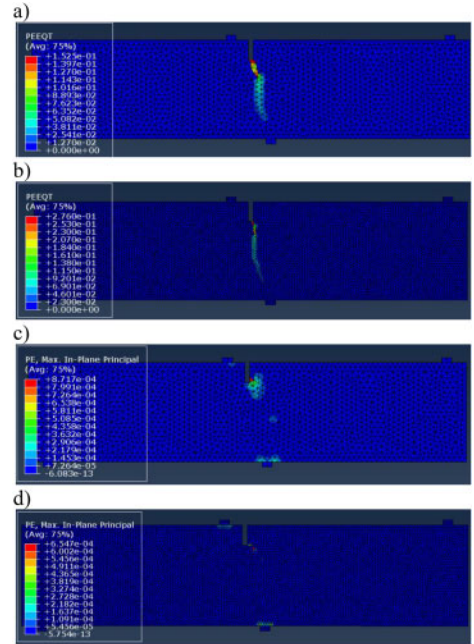 a)
PEEQT
(Avg: 75%)
+1.525e-01
+1.397e-01
+1.270e-01
+1.143e-01
+1.016e-01
+8.893e-02
+7.623e-02
+6.352e-02
+5.082e-02
+3.811e-02
+2.541e-02
+1.270e-02
+0.000e+00
b)
PEEQT
(Avg: 75%)
+2.760e-01
+2.530e-01
+2.300e-01
+2.070e-01
+1.840e-01
+1.610e-01
+1.380e-01
+1.150e-01
+9.201e-02
+6.901e-02
+4.601e-02
+2.300e-02
+0.000e+00
c)
PE, Max. In-Plane Principal
(Avg: 75%)
+8.717e-04
+7.991e-04
+7.264e-04
+6.538e-04
+5.811e-04
+5.085e-04
+4.358e-04
+3.632e-04
+2.906e-04
+2.179e-04
+1.453e-04
+7.264e-05
-6.083e-13
d)
PE, Max. In-Plane Principal
(Avg: 75%)
+6.547e-04
+6.002e-04
+5.456e-04
+4.911e-04
+4.365e-04
+3.819e-04
+3.274e-04
+2.728e-04
+2.182e-04
+1.637e-04
+1.091e-04
+5.456e-05
-5.754e-13